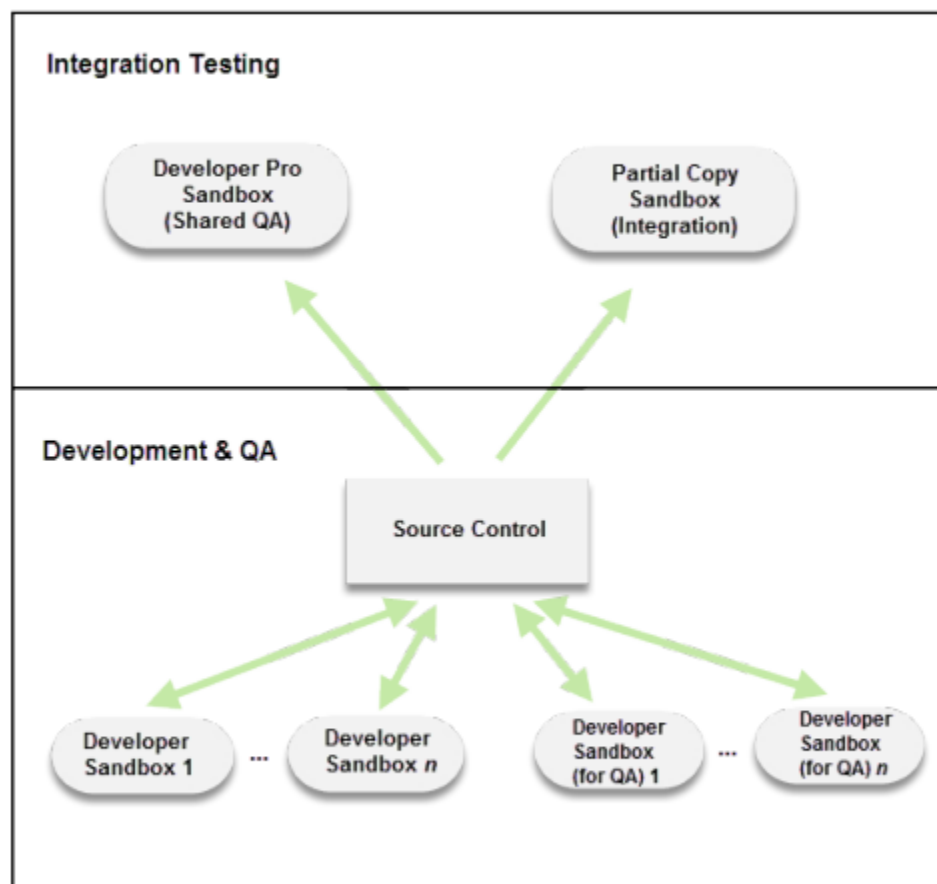 Integration Testing
Developer Pro
Sandbox
(Shared QA)
Partial Copy
Sandbox
(Integration)
Development & QA
Source Control
Developer
Sandbox 1
...
Developer
Sandbox n
Developer
Sandbox
(for QA) 1
...
Developer
Sandbox
(for QA) n